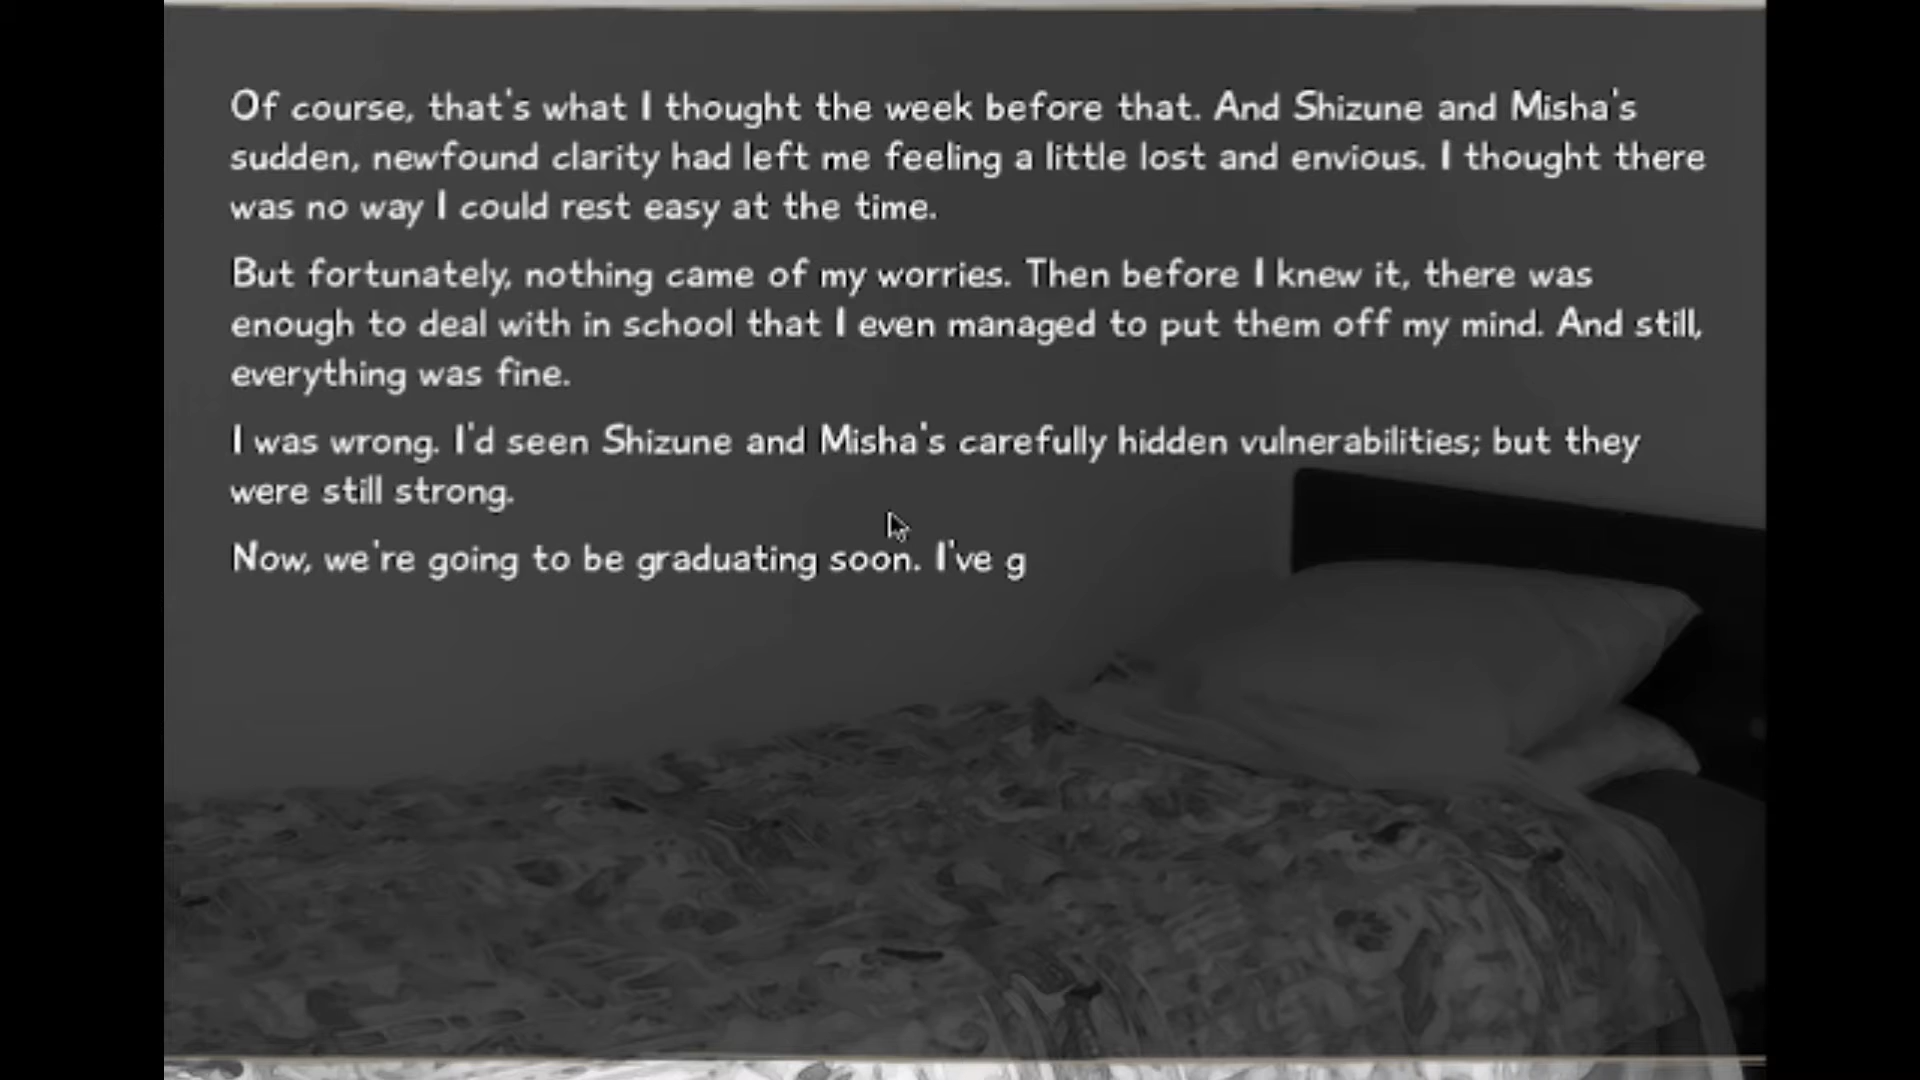 Of course, that's what I thought the week before that. And Shizune and Misha's
sudden, newfound clarity had left me feeling a little lost and envious. I thought there
was no way I could rest easy at the time.
But fortunately, nothing came of my worries. Then before I knew it, there was
enough to deal with in school that I even managed to put them off my mind. And still,
everything was fine.
I was wrong. I'd seen Shizune and Misha's carefully hidden vulnerabilities; but they
were still strong.
Now, we're going to be graduating soon. I've g